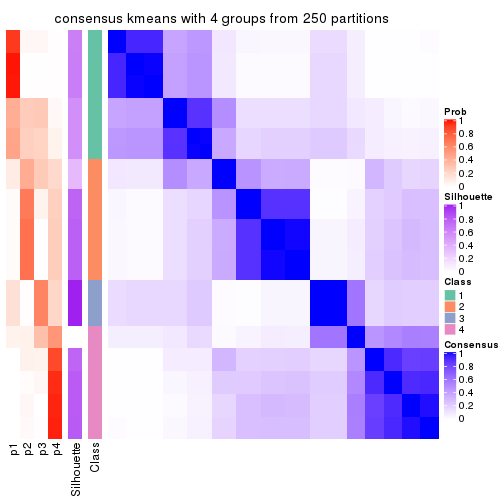 consensus kmeans with 4 groups from 250 partitions
Prob
1
0.8
0.6
0.4
0.2
0
Silhouette
1
0.8
0.6
0.4
0.2
0
Class
1
2
3
4
Consensus
1
0.8
0.6
0.4
0.2
0
p1
p2
p3
p4
Silhouette
Class